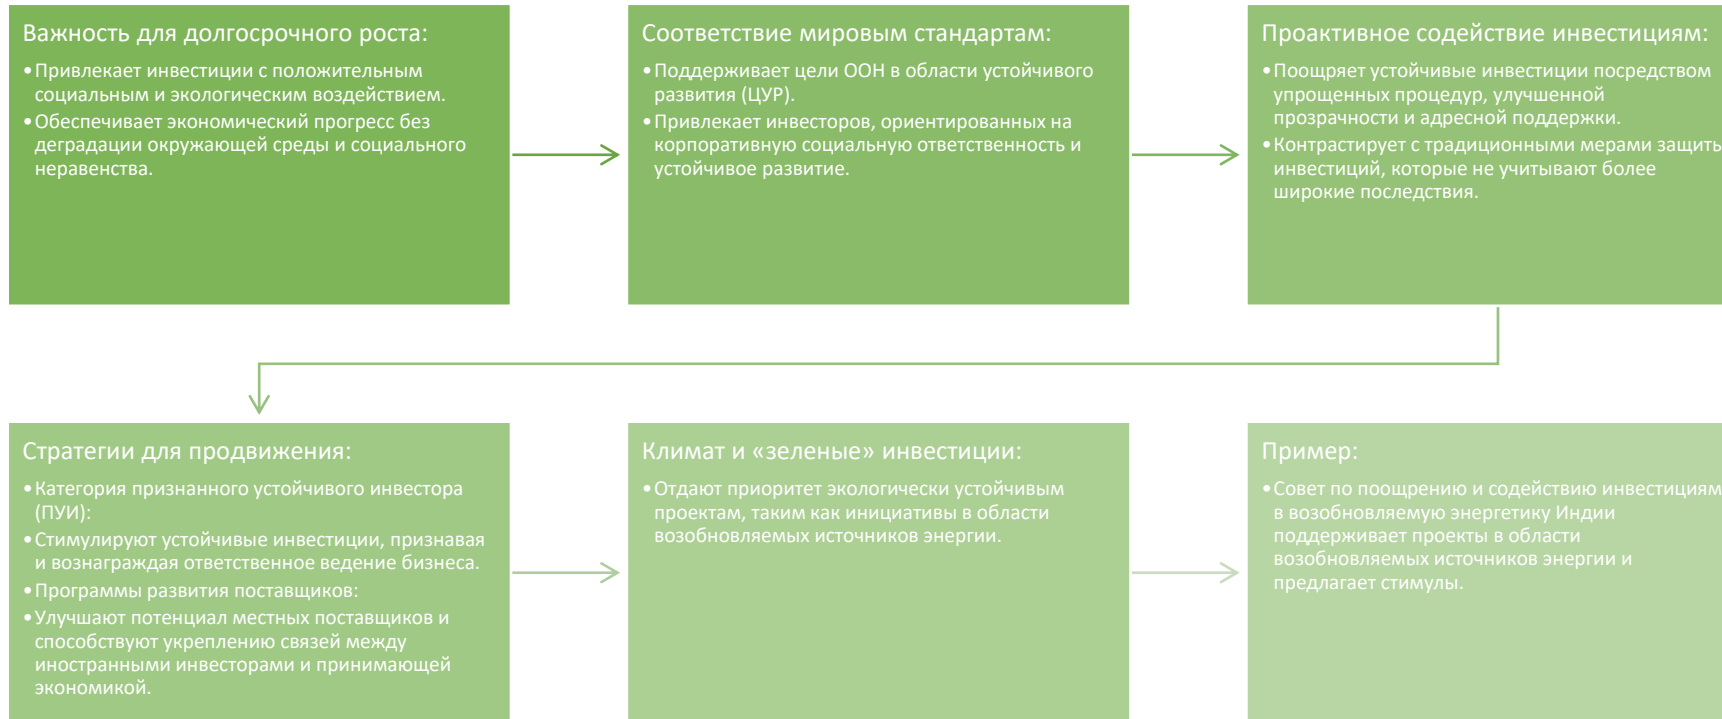 Важность для долгосрочного роста:
•Привлекает инвестиции с положительным
социальным и экологическим воздействием.
•Обеспечивает экономический прогресс без
деградации окружающей среды и социального
неравенства.
Соответствие мировым стандартам:
•Поддерживает цели ООН в области устойчивого
развития (ЦУР).
•Привлекает инвесторов, ориентированных на
корпоративную социальную ответственность и
устойчивое развитие.
Проактивное содействие инвестициям:
•Поощряет устойчивые инвестиции посредством
упрощенных процедур, улучшенной
прозрачности и адресной поддержки.
•Контрастирует с традиционными мерами защиты
инвестиций, которые не учитывают более
широкие последствия.
Стратегии для продвижения:
•Категория признанного устойчивого инвестора
(ПУИ):
•Стимулируют устойчивые инвестиции, признавая
и вознаграждая ответственное ведение бизнеса.
•Программы развития поставщиков:
•Улучшают потенциал местных поставщиков и
способствуют укреплению связей между
иностранными инвесторами и принимающей
экономикой.
Климат и «зеленые» инвестиции:
•Отдают приоритет экологически устойчивым
проектам, таким как инициативы в области
возобновляемых источников энергии.
Пример:
•Совет по поощрению и содействию инвестициям
в возобновляемую энергетику Индии
поддерживает проекты в области
возобновляемых источников энергии и
предлагает стимулы.